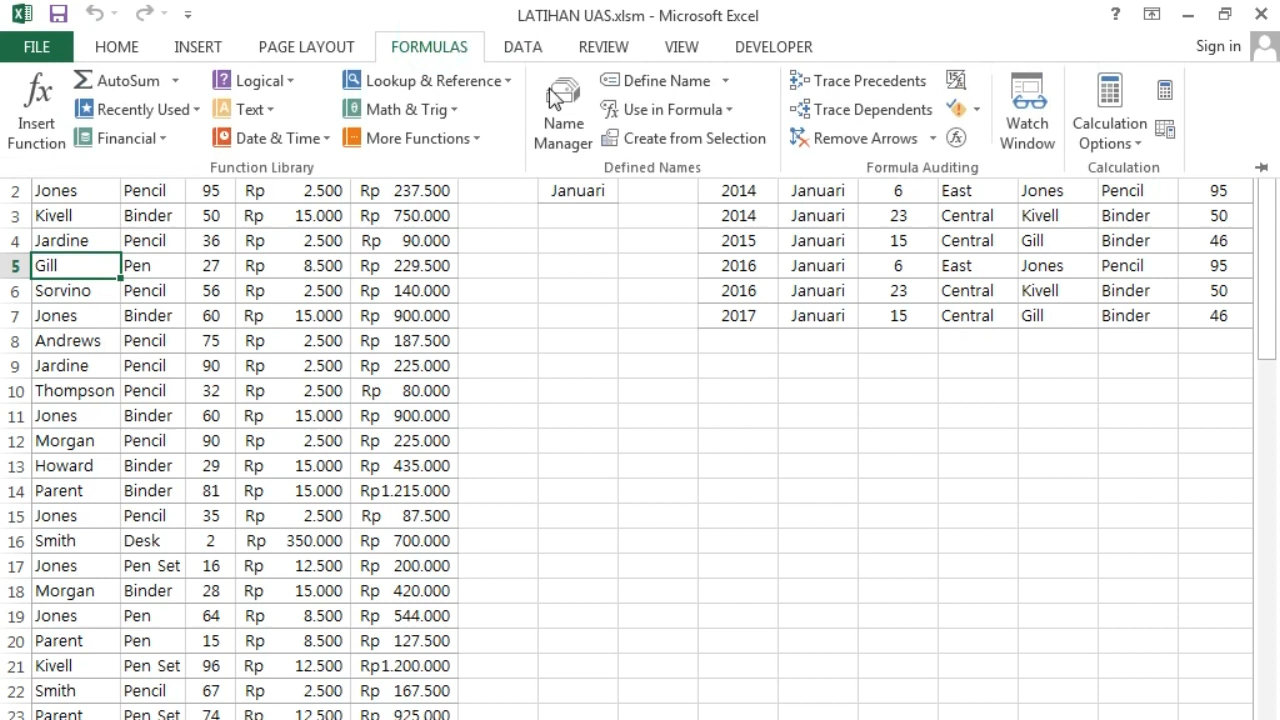 LATIHAN UAS.xlsm - Microsoft Excel
FILE HOME INSERT PAGE LAYOUT FORMULAS DATA REVIEW VIEW DEVELOPER Sign in
fx Insert Function
AutoSum
Recently Used
Financial
Logical
Text
Date & Time
Lookup & Reference
Math & Trig
More Functions
Function Library
Name Manager
Define Name
Use in Formula
Create from Selection
Defined Names
Trace Precedents
Trace Dependents
Remove Arrows
Formula Auditing
Watch Window
Calculation Options
Calculation
2 Jones Pencil 95 Rp 2.500 Rp 237.500 Januari 2014 Januari 6 East Jones Pencil 95
3 Kivell Binder 50 Rp 15.000 Rp 750.000 2014 Januari 23 Central Kivell Binder 50
4 Jardine Pencil 36 Rp 2.500 Rp 90.000 2015 Januari 15 Central Gill Binder 46
5 Gill Pen 27 Rp 8.500 Rp 229.500 2016 Januari 6 East Jones Pencil 95
6 Sorvino Pencil 56 Rp 2.500 Rp 140.000 2016 Januari 23 Central Kivell Binder 50
7 Jones Binder 60 Rp 15.000 Rp 900.000 2017 Januari 15 Central Gill Binder 46
8 Andrews Pencil 75 Rp 2.500 Rp 187.500
9 Jardine Pencil 90 Rp 2.500 Rp 225.000
10 Thompson Pencil 32 Rp 2.500 Rp 80.000
11 Jones Binder 60 Rp 15.000 Rp 900.000
12 Morgan Pencil 90 Rp 2.500 Rp 225.000
13 Howard Binder 29 Rp 15.000 Rp 435.000
14 Parent Binder 81 Rp 15.000 Rp1.215.000
15 Jones Pencil 35 Rp 2.500 Rp 87.500
16 Smith Desk 2 Rp 350.000 Rp 700.000
17 Jones Pen Set 16 Rp 12.500 Rp 200.000
18 Morgan Binder 28 Rp 15.000 Rp 420.000
19 Jones Pen 64 Rp 8.500 Rp 544.000
20 Parent Pen 15 Rp 8.500 Rp 127.500
21 Kivell Pen Set 96 Rp 12.500 Rp1.200.000
22 Smith Pencil 67 Rp 2.500 Rp 167.500
23 Parent Pen Set 74 Rp 12.500 Rp 925.000